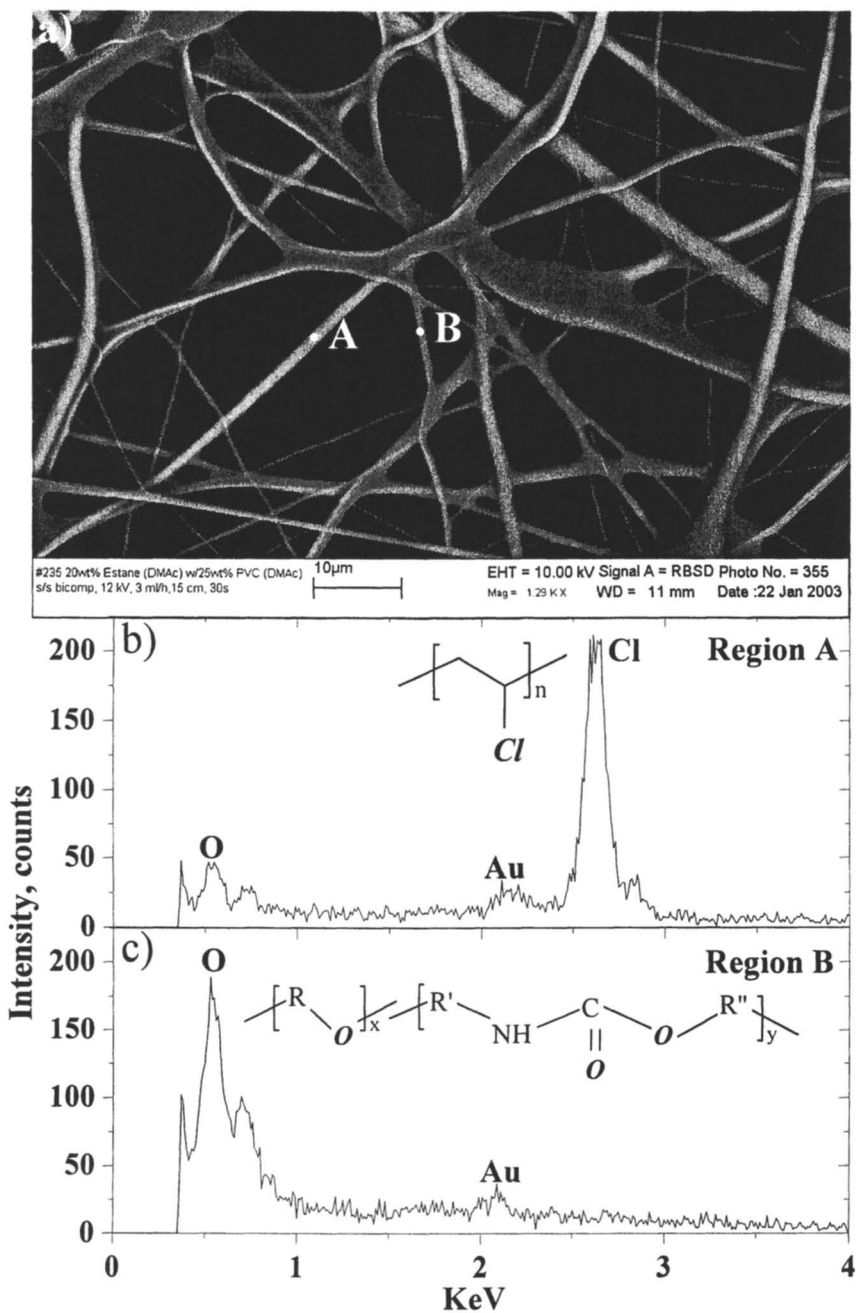 a)
A
B
#235 20wt% Estane (DMAc) w/25wt% PVC (DMAc)
s/s bicomp, 12 kV, 3 ml/h,15 cm, 30s
10µm
EHT = 10.00 kV Signal A = RBSD Photo No. = 355
Mag = 1.29 K X WD = 11 mm Date :22 Jan 2003
b)
Region A
200
150
100
50
0
Cl
n
Cl
O
Au
Intensity, counts
c)
Region B
200
150
100
50
0
O
R
O
x
R'
NH
C
O
O
R"
y
Au
0 1 2 3 4
KeV